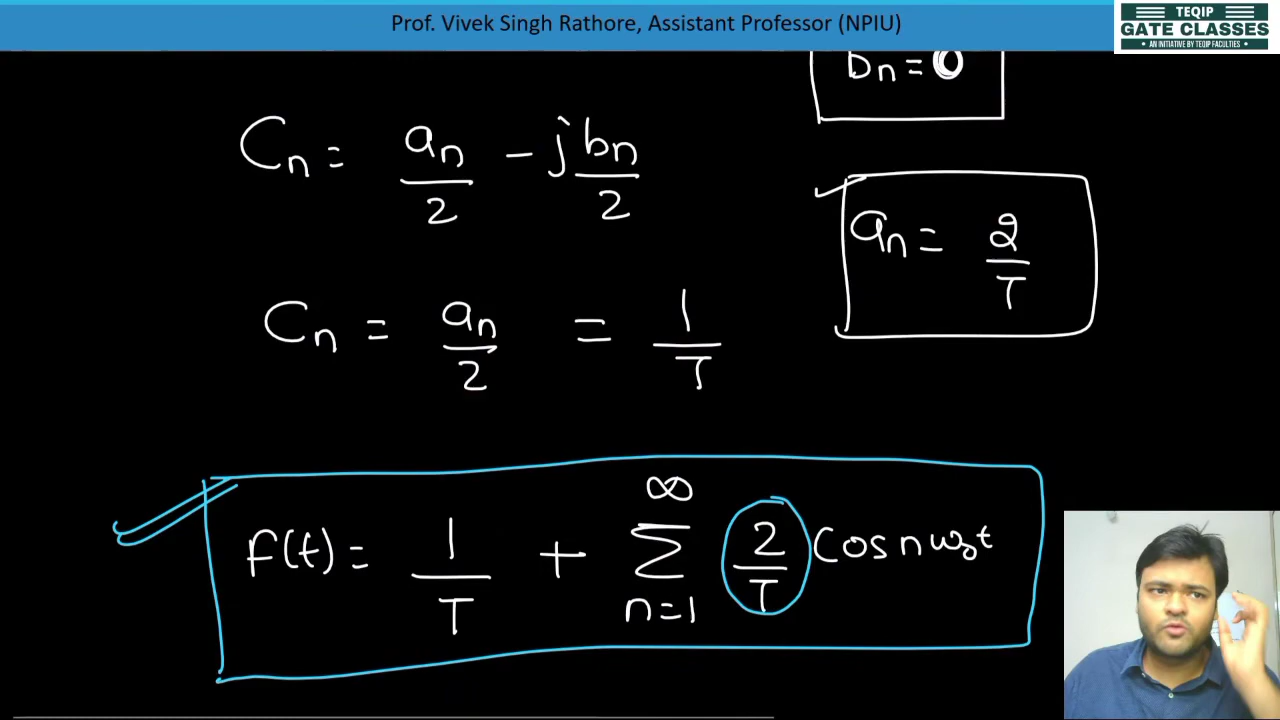 Prof. Vivek Singh Rathore, Assistant Professor (NPIU)
TEQIP
GATE CLASSES
• AN INITIATIVE BY TEQIP FACULTIES •
bn = 0
Cn = an/2 - j bn/2
an = 2/T
Cn = an/2 = 1/T
f(t) = 1/T + ∑ n=1 ∞ 2/T Cos nω₀t